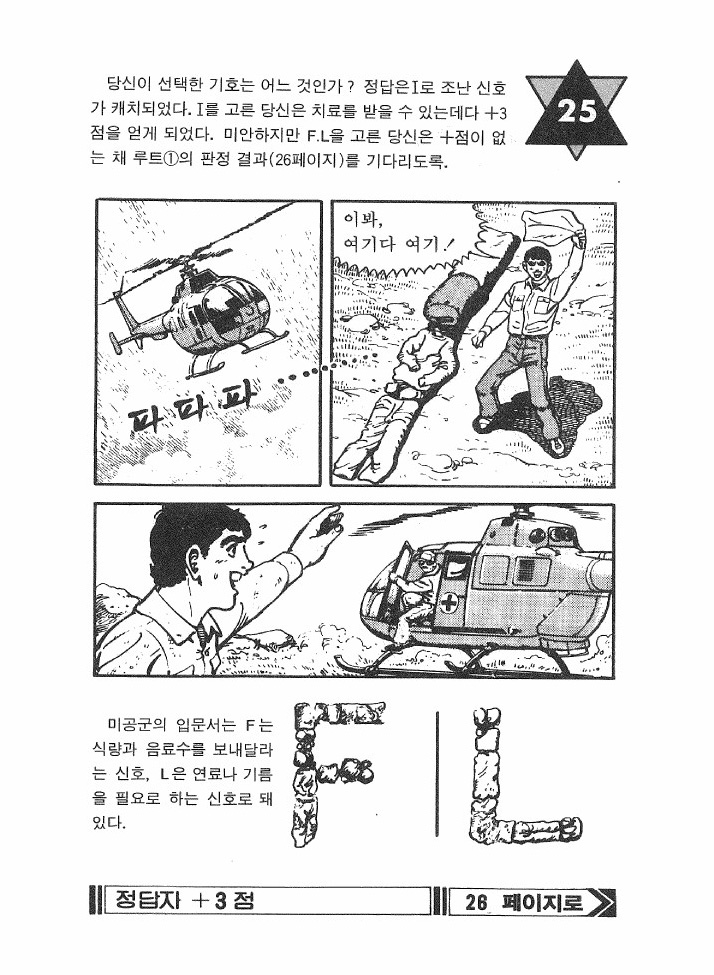 당신이 선택한 기호는 어느 것인가? 정답은 I로 조난 신호
가 캐치되었다. I를 고른 당신은 치료를 받을 수 있는데다 +3
점을 얻게 되었다. 미안하지만 F.L을 고른 당신은 +점이 없
는 채 루트①의 판정 결과(26페이지)를 기다리도록.
25
이봐,
여기다 여기!
파 파 파
미공군의 입문서는 F는
식량과 음료수를 보내달라
는 신호, L은 연료나 기름
을 필요로 하는 신호로 돼
있다.
F L
정답자 +3점
26 페이지로